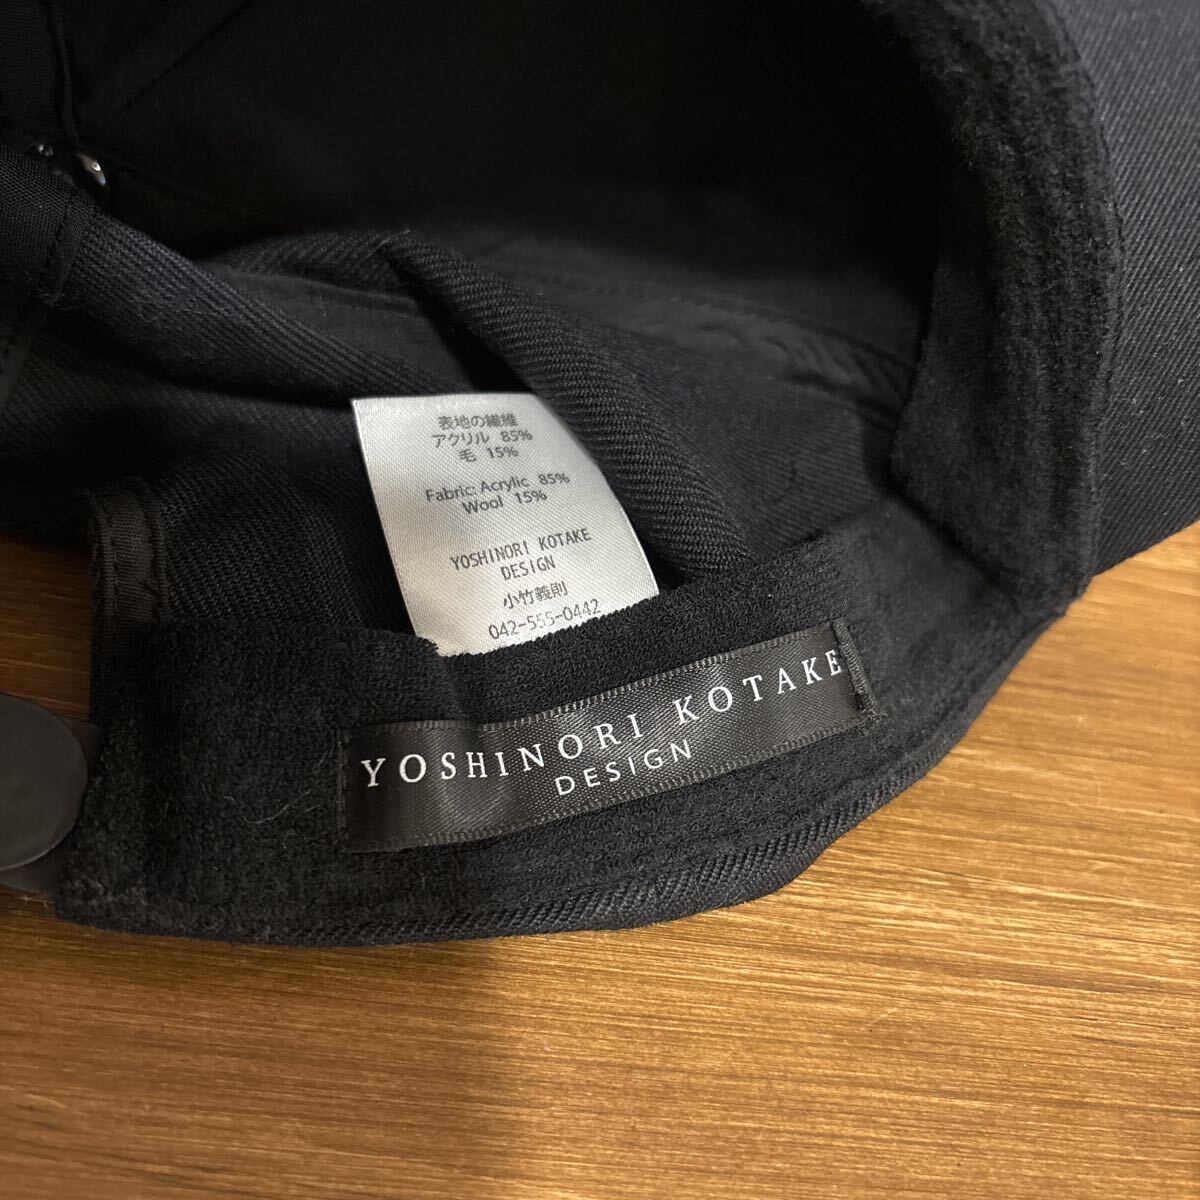 表地の繊維
アクリル 85%
毛 15%
Fabric: Acrylic 85%
Wool 15%
YOSHINORI KOTAKE
DESIGN
小竹義則
042-555-0442
YOSHINORI KOTAKE
DESIGN